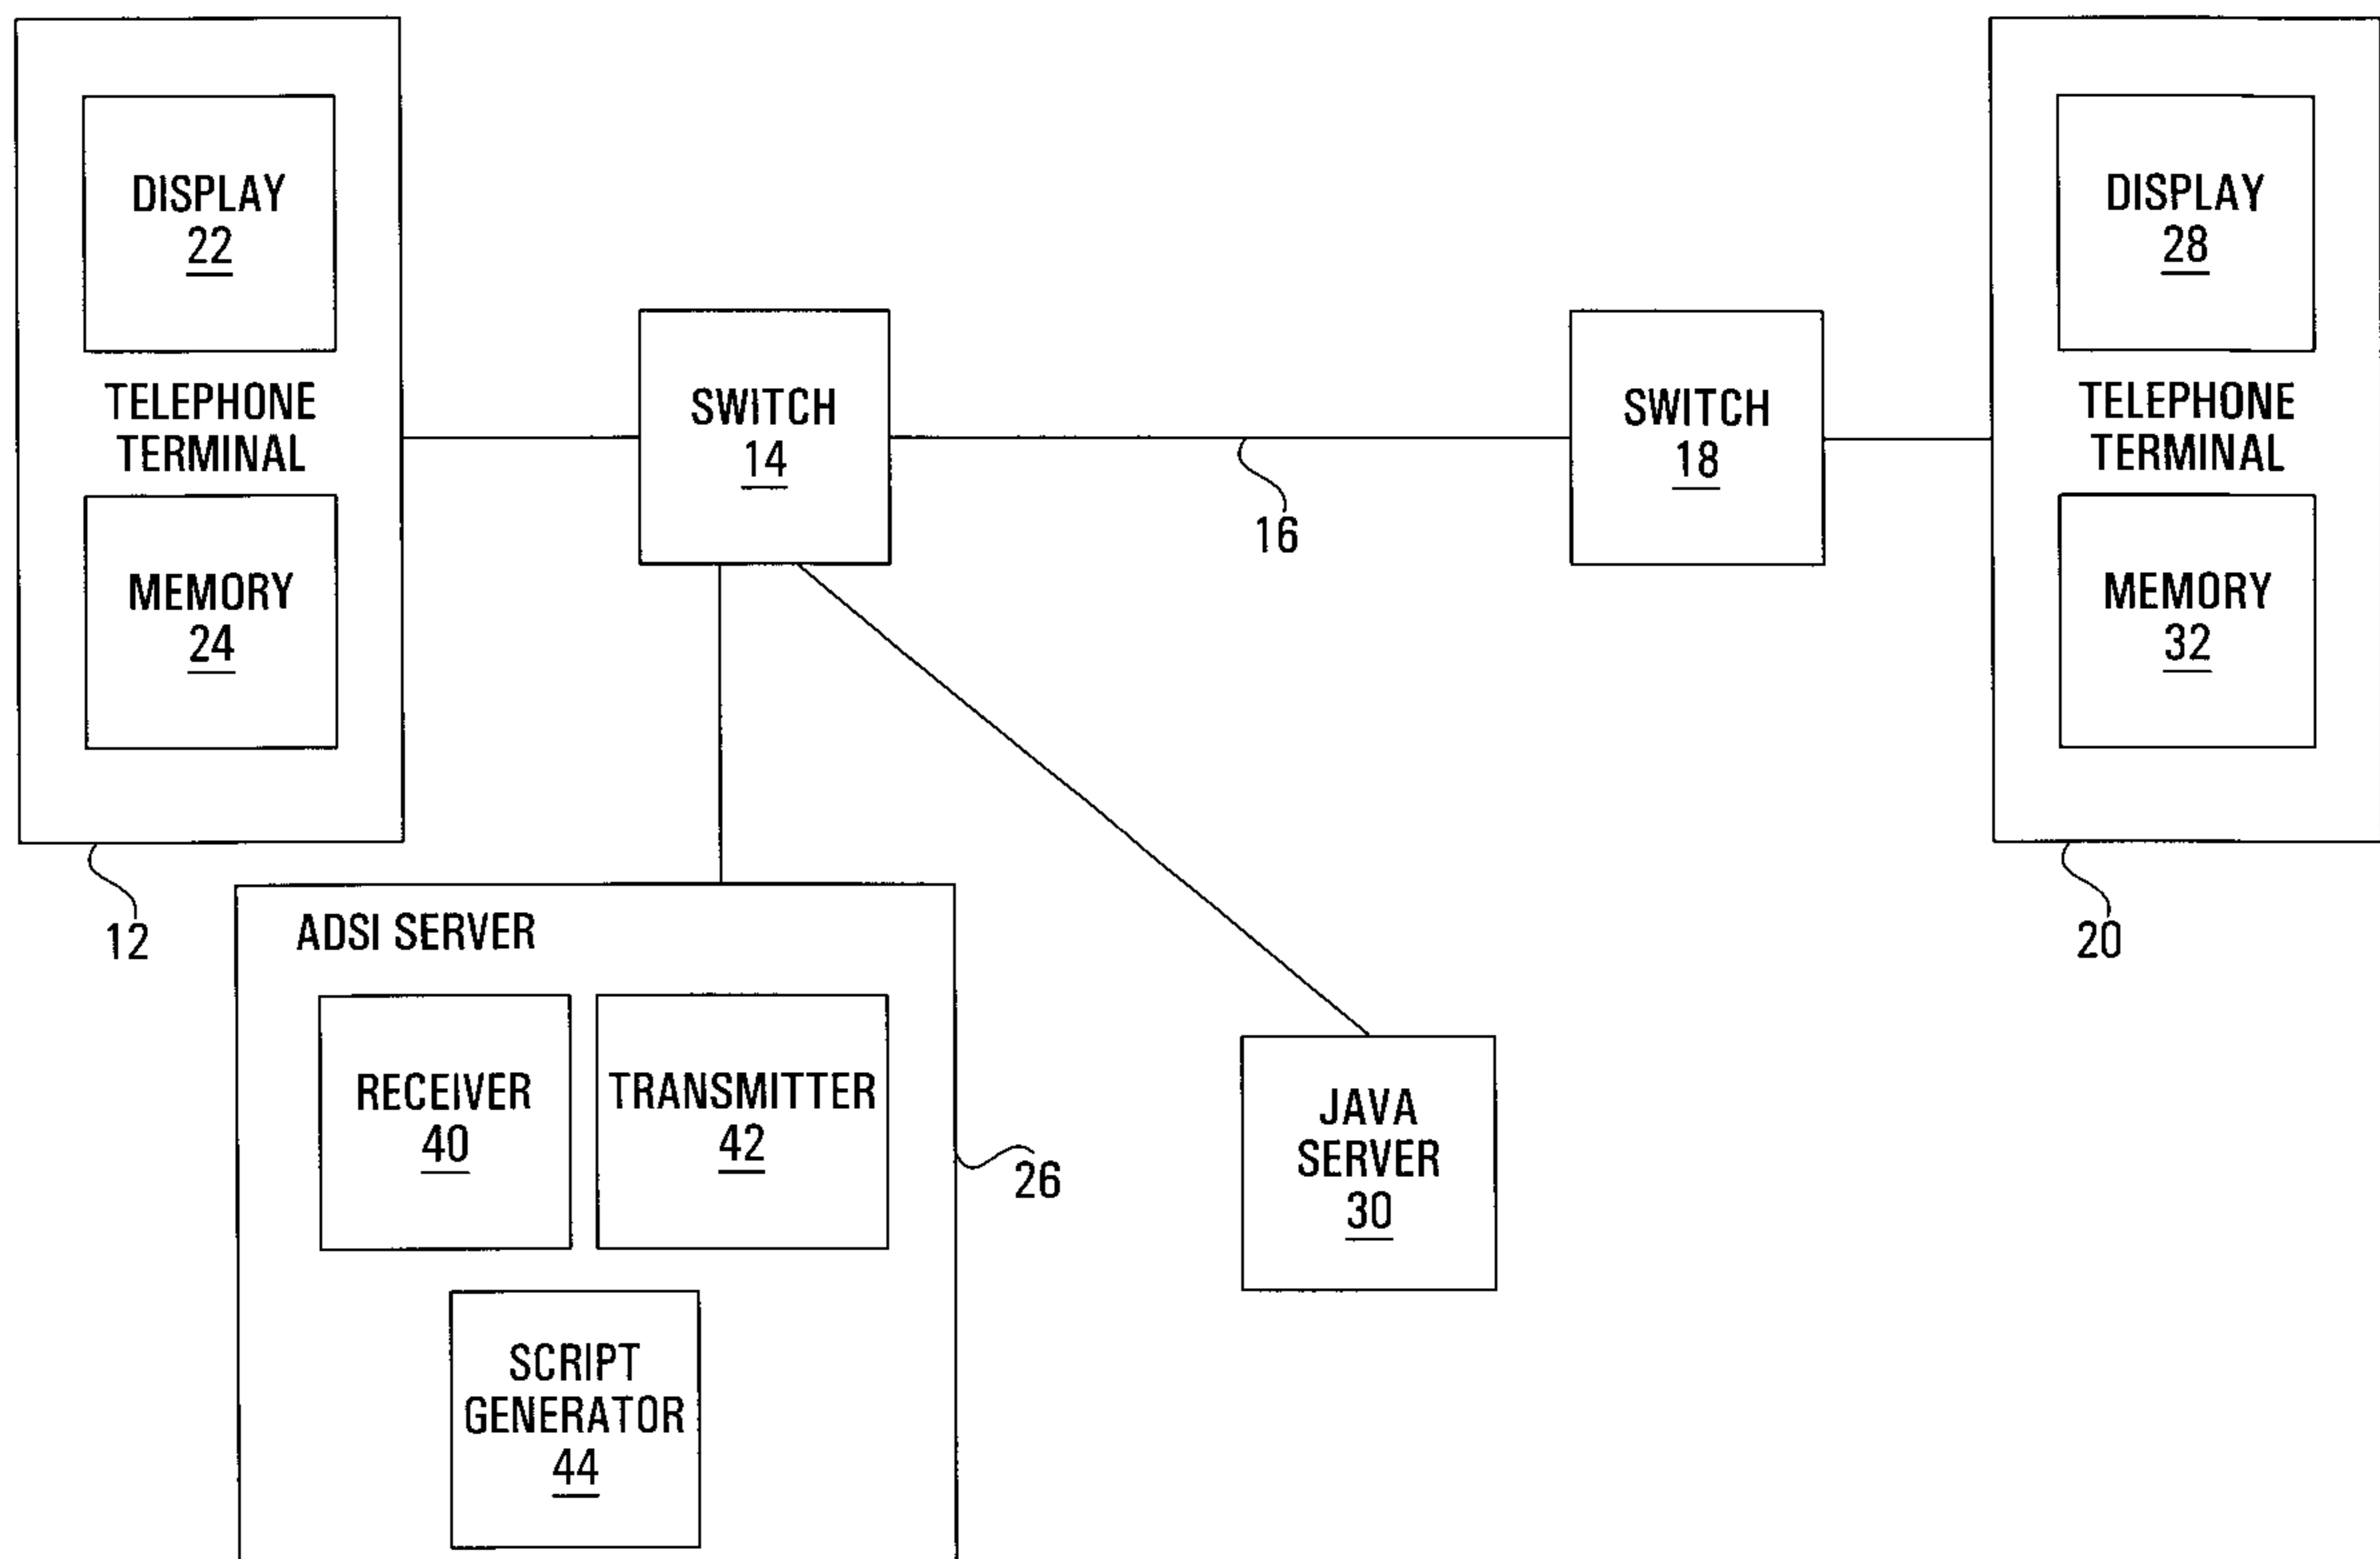 DISPLAY
22
TELEPHONE
TERMINAL
MEMORY
24
12
SWITCH
14
16
SWITCH
18
DISPLAY
28
TELEPHONE
TERMINAL
MEMORY
32
20
ADSI SERVER
RECEIVER
40
TRANSMITTER
42
SCRIPT
GENERATOR
44
26
JAVA
SERVER
30